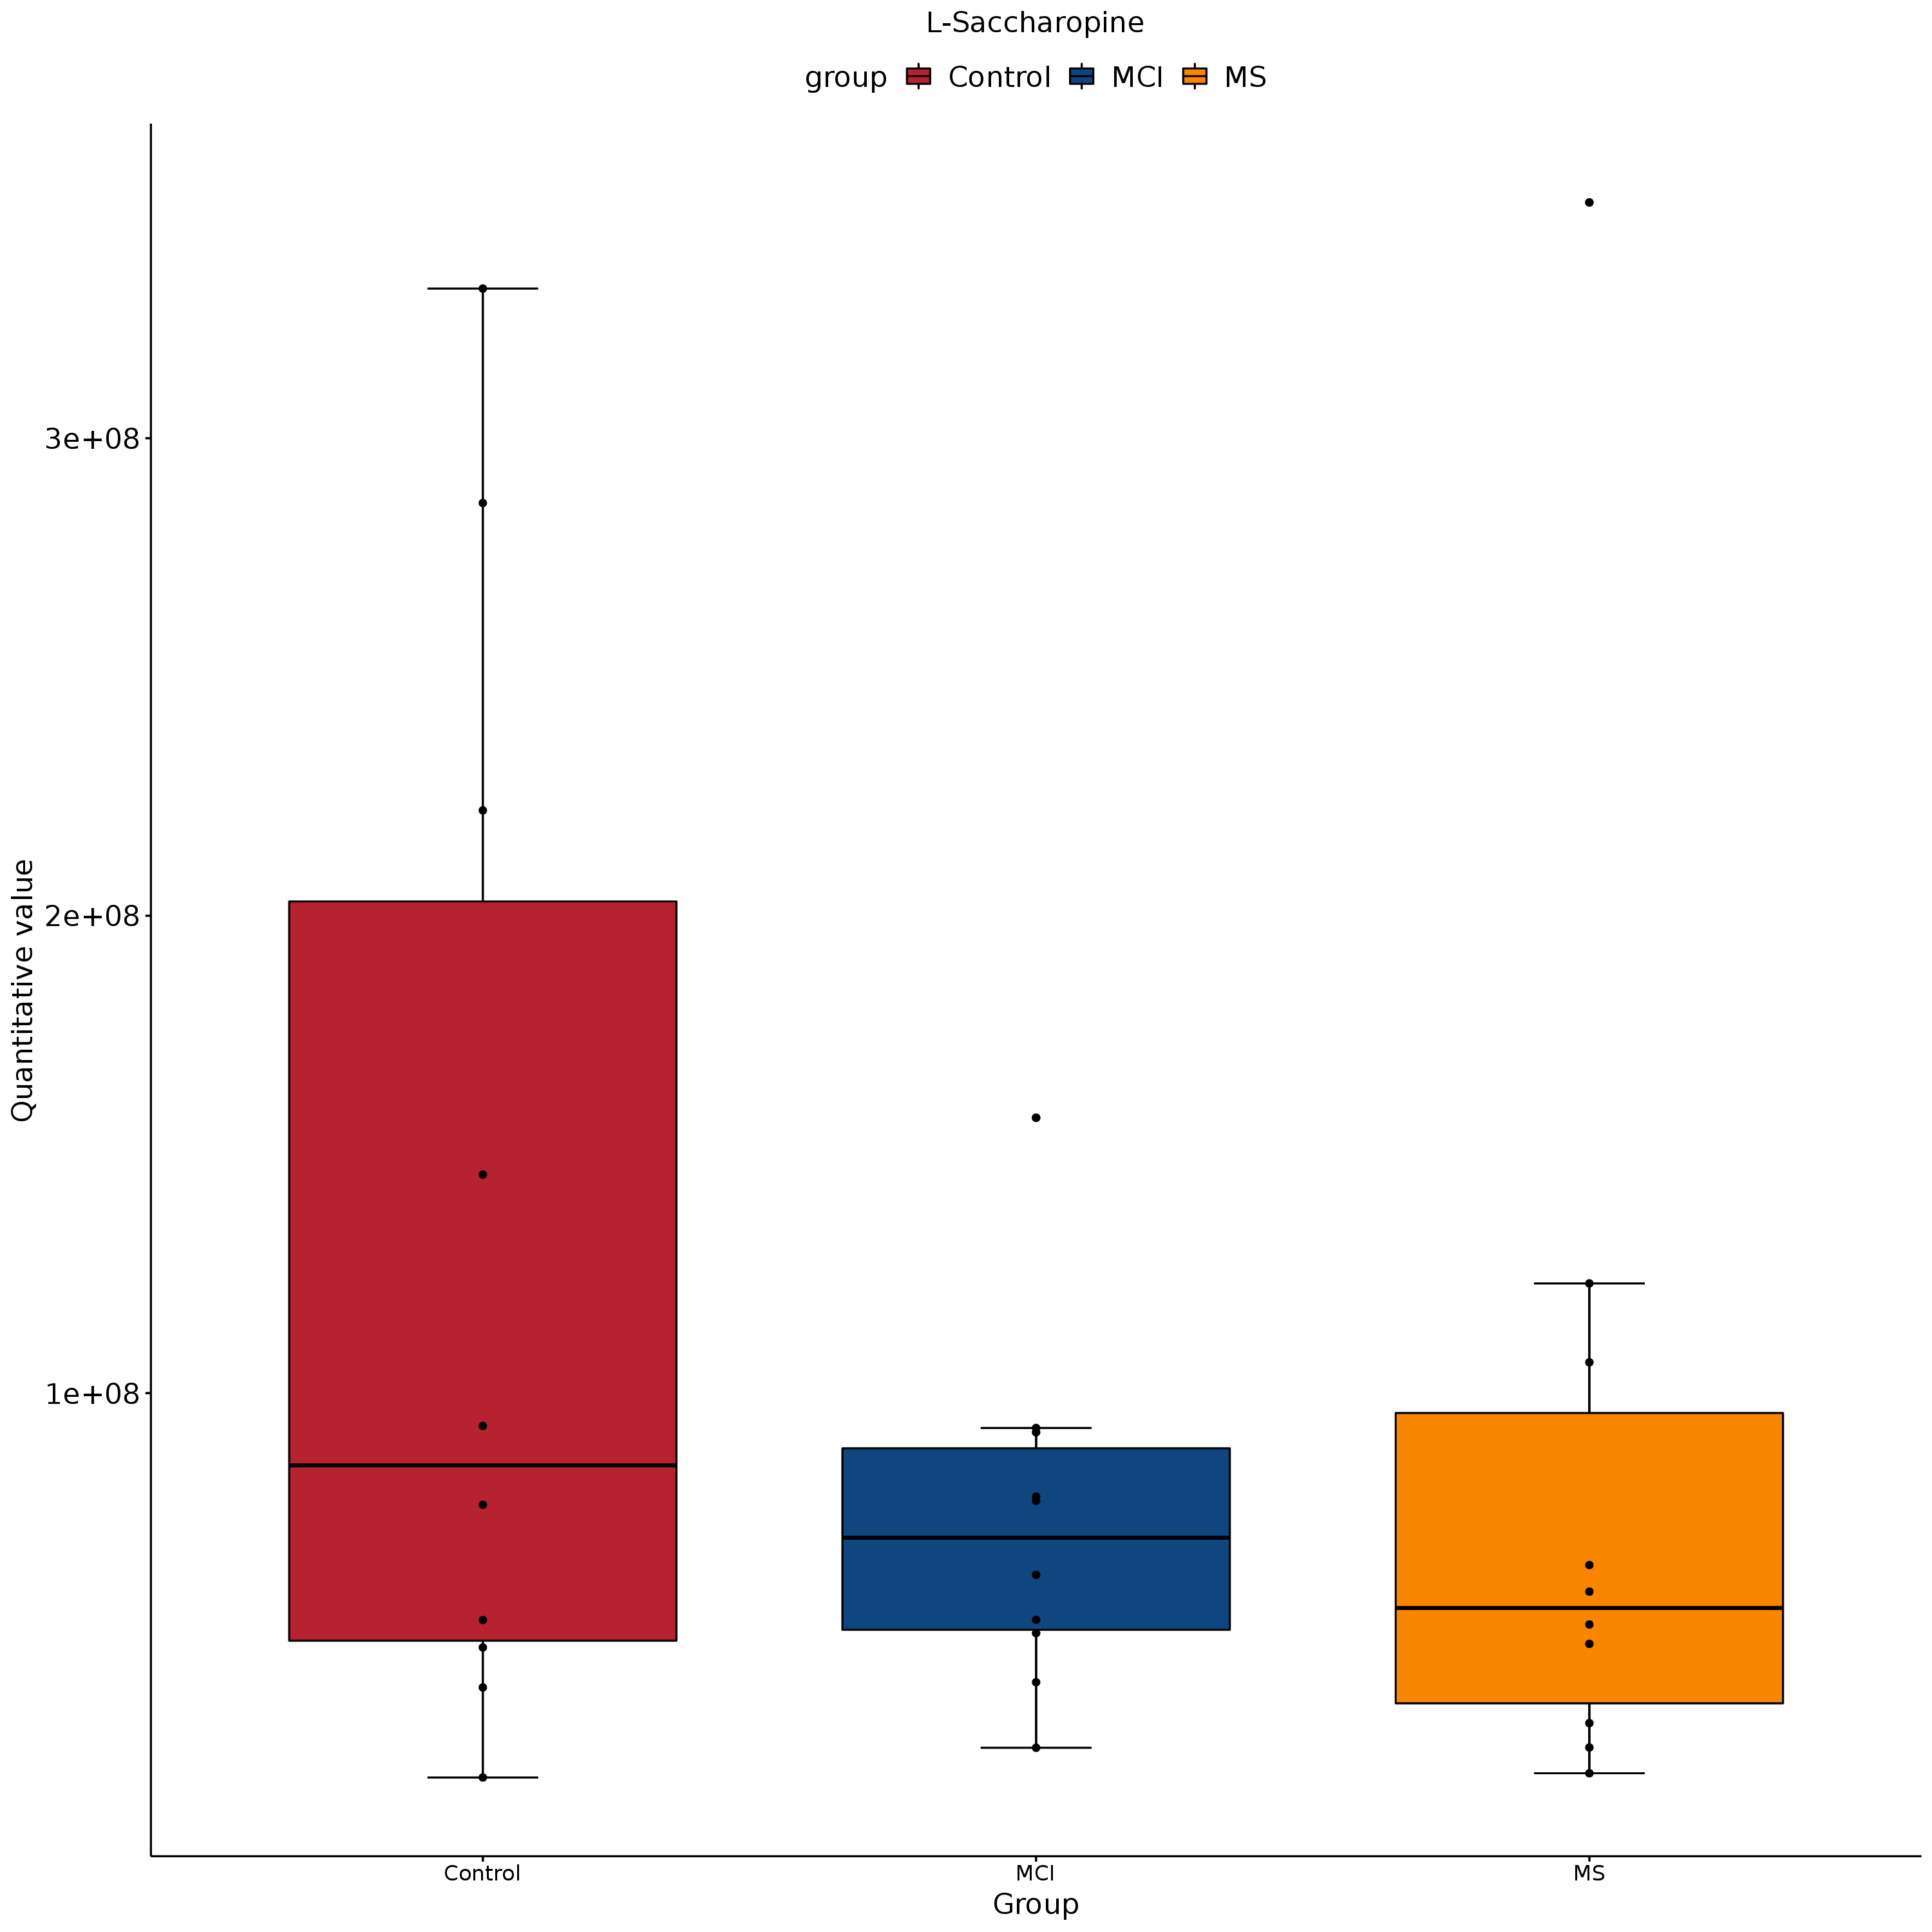 L-Saccharopine
group Control MCI MS
Quantitative value
3e+08
2e+08
1e+08
Control MCI MS
Group